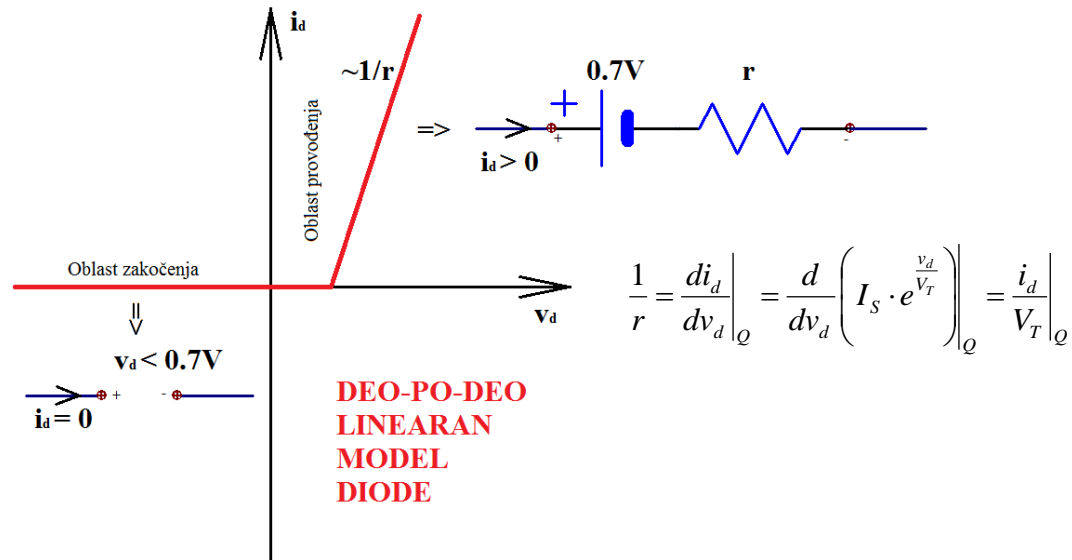 i_d
~1/r
Oblast provođenja
0.7V
r
=>
+
-
i_d > 0
Oblast zakočenja
=>
v_d
v_d < 0.7V
+ -
i_d = 0
1/r = di_d/dv_d |_Q = d/dv_d (I_S · e^(v_d/V_T)) |_Q = i_d/V_T |_Q
DEO-PO-DEO
LINEARAN
MODEL
DIODE